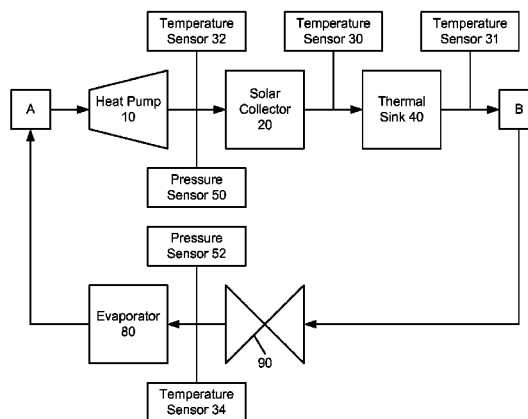 Temperature
Sensor 32
Temperature
Sensor 30
Temperature
Sensor 31
A
Heat Pump
10
Solar
Collector
20
Thermal
Sink 40
B
Pressure
Sensor 50
Pressure
Sensor 52
Evaporator
80
90
Temperature
Sensor 34